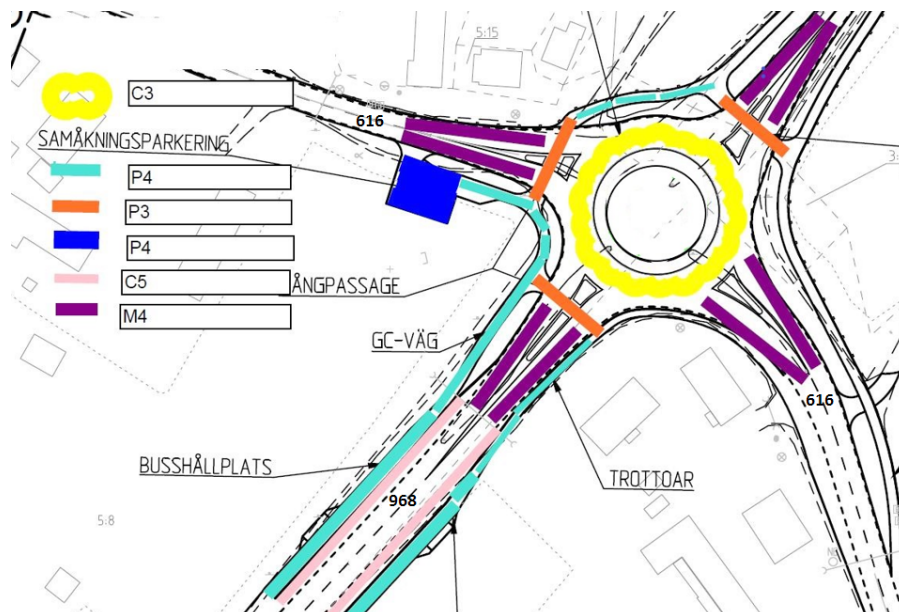 5:15
C3
616
SAMÅKNINGSPARKERING
P4
P3
P4
C5
ÅNGPASSAGE
M4
GC-VÄG
616
BUSSHÅLLPLATS
968
TROTTOAR
5:8
3: